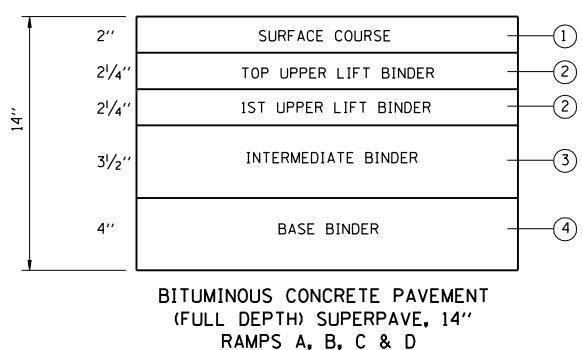 2" SURFACE COURSE 1
2 1/4" TOP UPPER LIFT BINDER 2
2 1/4" 1ST UPPER LIFT BINDER 2
14"
3 1/2" INTERMEDIATE BINDER 3
4" BASE BINDER 4
BITUMINOUS CONCRETE PAVEMENT
(FULL DEPTH) SUPERPAVE, 14"
RAMPS A, B, C & D